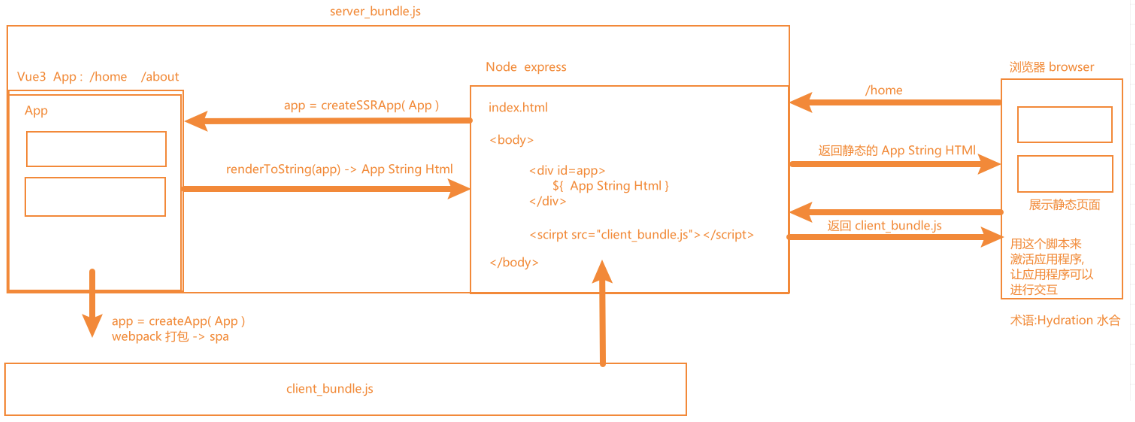 server_bundle.js
Vue3 App : /home /about
App
app = createSSRApp( App )
renderToString(app) -> App String Html
Node express
index.html
<body>
<div id=app>
${ App String Html }
</div>
<scirpt src="client_bundle.js"></script>
</body>
浏览器 browser
/home
返回静态的 App String HTMl
展示静态页面
返回 client_bundle.js
用这个脚本来
激活应用程序,
让应用程序可以
进行交互
术语:Hydration 水合
app = createApp( App )
webpack 打包 -> spa
client_bundle.js